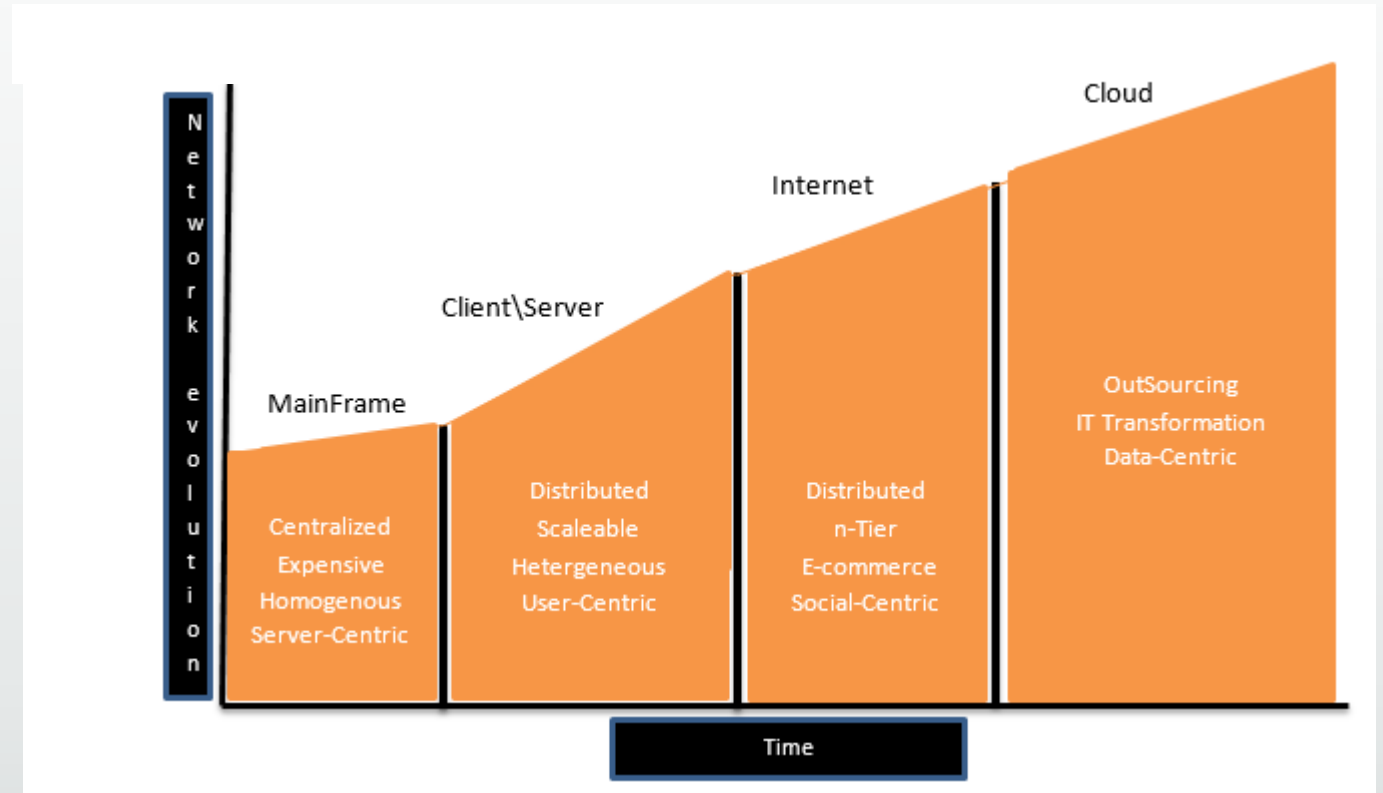 Network evolution
MainFrame
Centralized
Expensive
Homogenous
Server-Centric
Client\Server
Distributed
Scaleable
Hetergeneous
User-Centric
Internet
Distributed
n-Tier
E-commerce
Social-Centric
Cloud
OutSourcing
IT Transformation
Data-Centric
Time